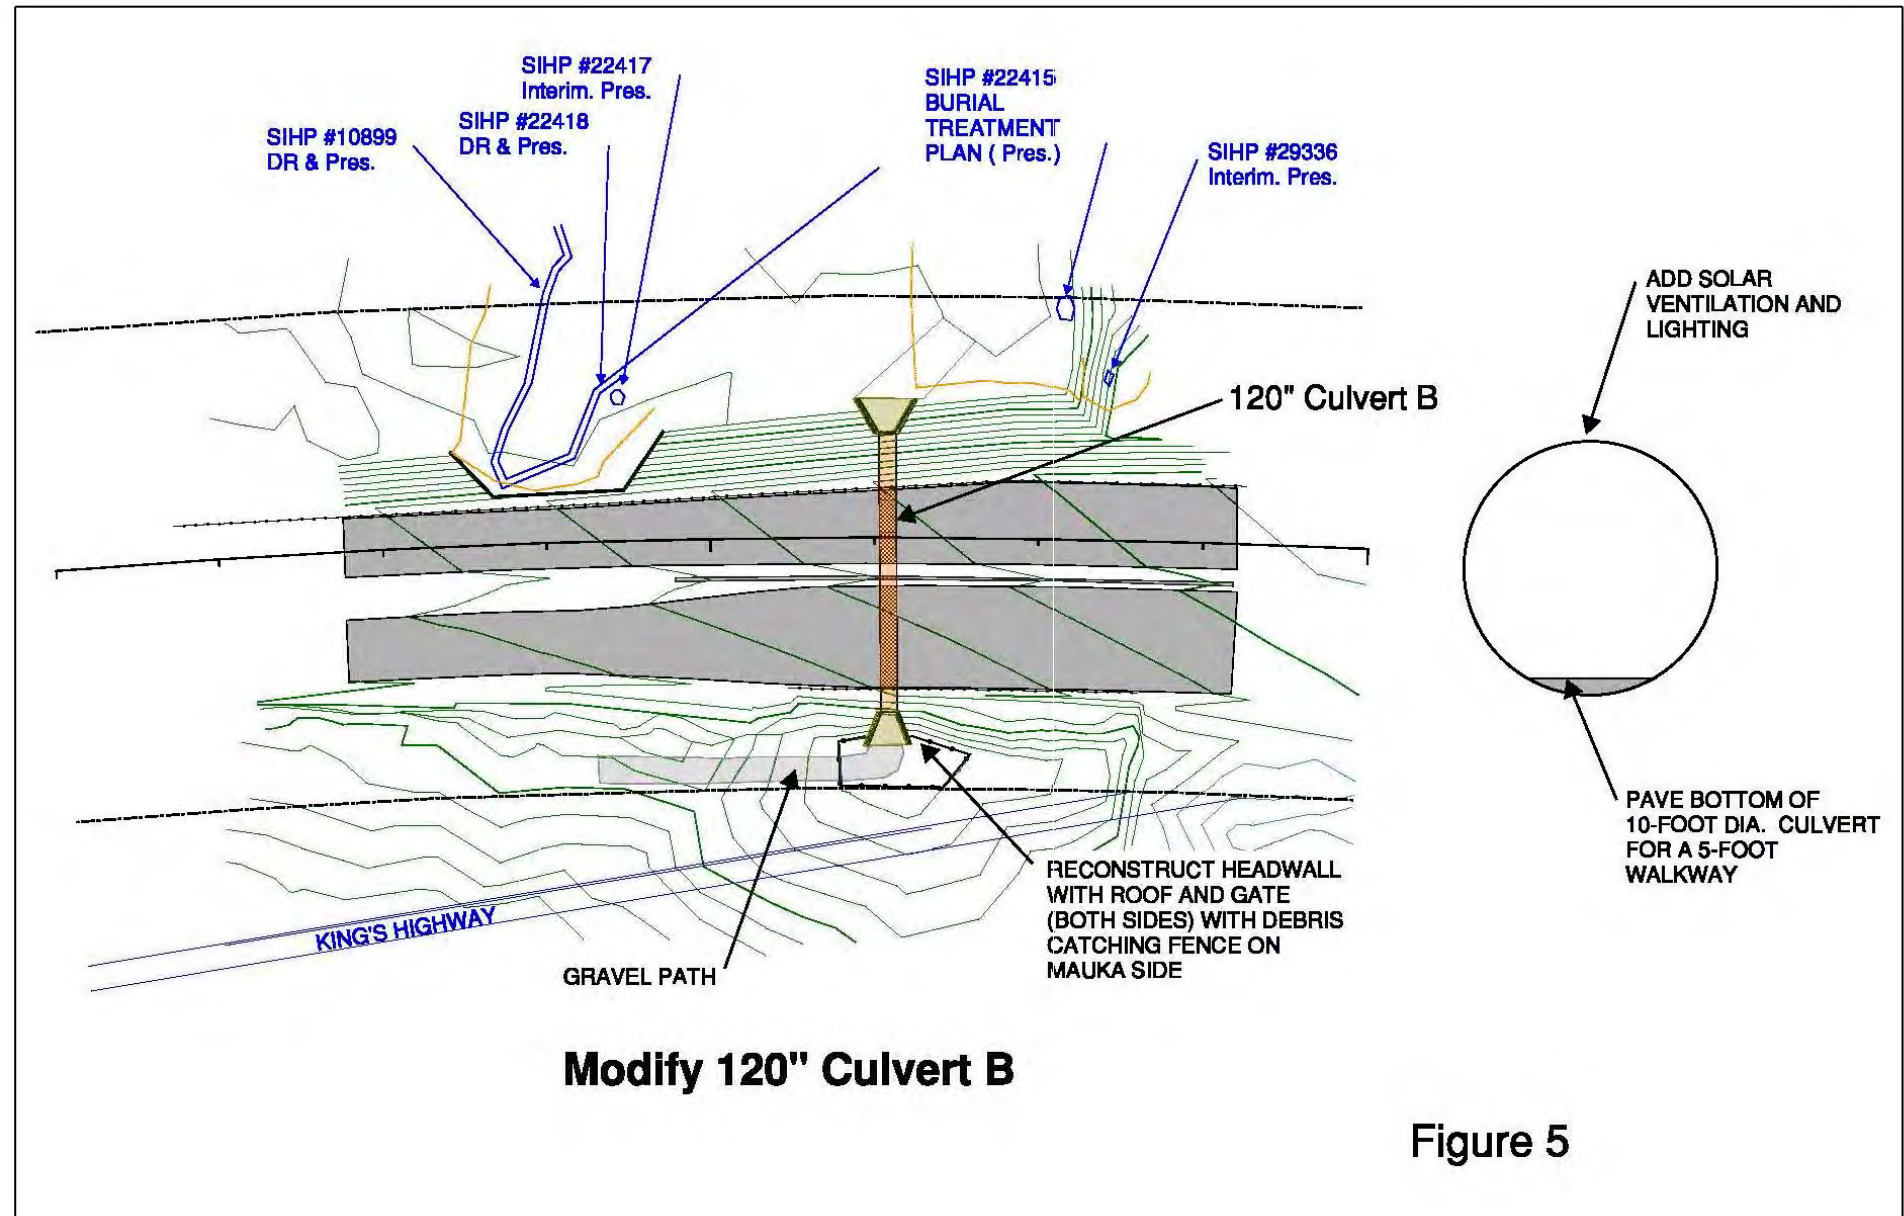 SIHP #22417
Interim. Pres.
SIHP #22418
DR & Pres.
SIHP #10899
DR & Pres.
SIHP #22415
BURIAL
TREATMENT
PLAN ( Pres.)
SIHP #29336
Interim. Pres.
ADD SOLAR
VENTILATION AND
LIGHTING
120" Culvert B
PAVE BOTTOM OF
10-FOOT DIA. CULVERT
FOR A 5-FOOT
WALKWAY
RECONSTRUCT HEADWALL
WITH ROOF AND GATE
(BOTH SIDES) WITH DEBRIS
CATCHING FENCE ON
MAUKA SIDE
KING'S HIGHWAY
GRAVEL PATH
Modify 120" Culvert B
Figure 5